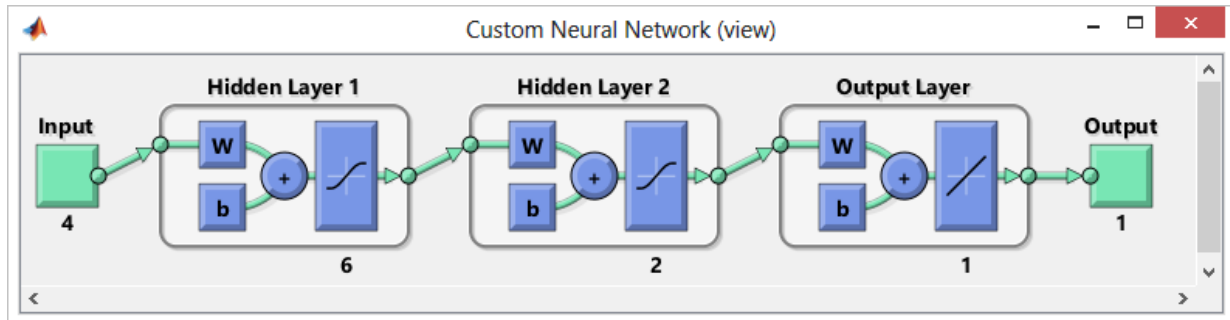 Custom Neural Network (view)
Hidden Layer 1
Hidden Layer 2
Output Layer
Input
Output
W
b
+
W
b
+
W
b
+
4
6
2
1
1